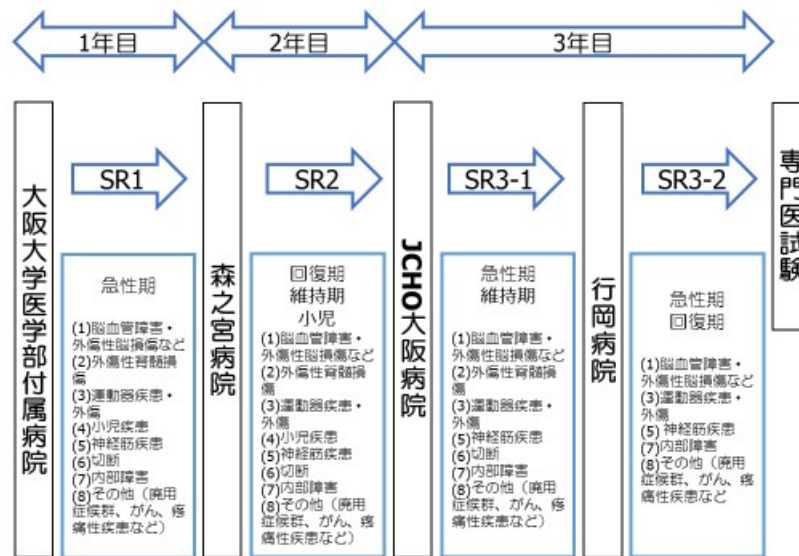 1年目
2年目
3年目
大阪大学医学部付属病院
SR1
急性期
(1)脳血管障害・
外傷性脳損傷など
(2)外傷性脊髄損
傷
(3)運動器疾患・
外傷
(4)小児疾患
(5)神経筋疾患
(6)切断
(7)内部障害
(8)その他（廃用
症候群、がん、疼
痛性疾患など）
森之宮病院
SR2
回復期
維持期
小児
(1)脳血管障害・
外傷性脳損傷など
(2)外傷性脊髄損
傷
(3)運動器疾患・
外傷
(4)小児疾患
(5)神経筋疾患
(6)切断
(7)内部障害
(8)その他（廃用
症候群、がん、疼
痛性疾患など）
JCHO大阪病院
SR3-1
急性期
維持期
(1)脳血管障害・
外傷性脳損傷など
(2)外傷性脊髄損
傷
(3)運動器疾患・
外傷
(5)神経筋疾患
(6)切断
(7)内部障害
(8)その他（廃用
症候群、がん、疼
痛性疾患など）
行岡病院
SR3-2
急性期
回復期
(1)脳血管障害・
外傷性脳損傷など
(3)運動器疾患・
外傷
(5) 神経筋疾患
(7)内部障害
(8)その他（廃用
症候群、がん、疼
痛性疾患など
専門医試験